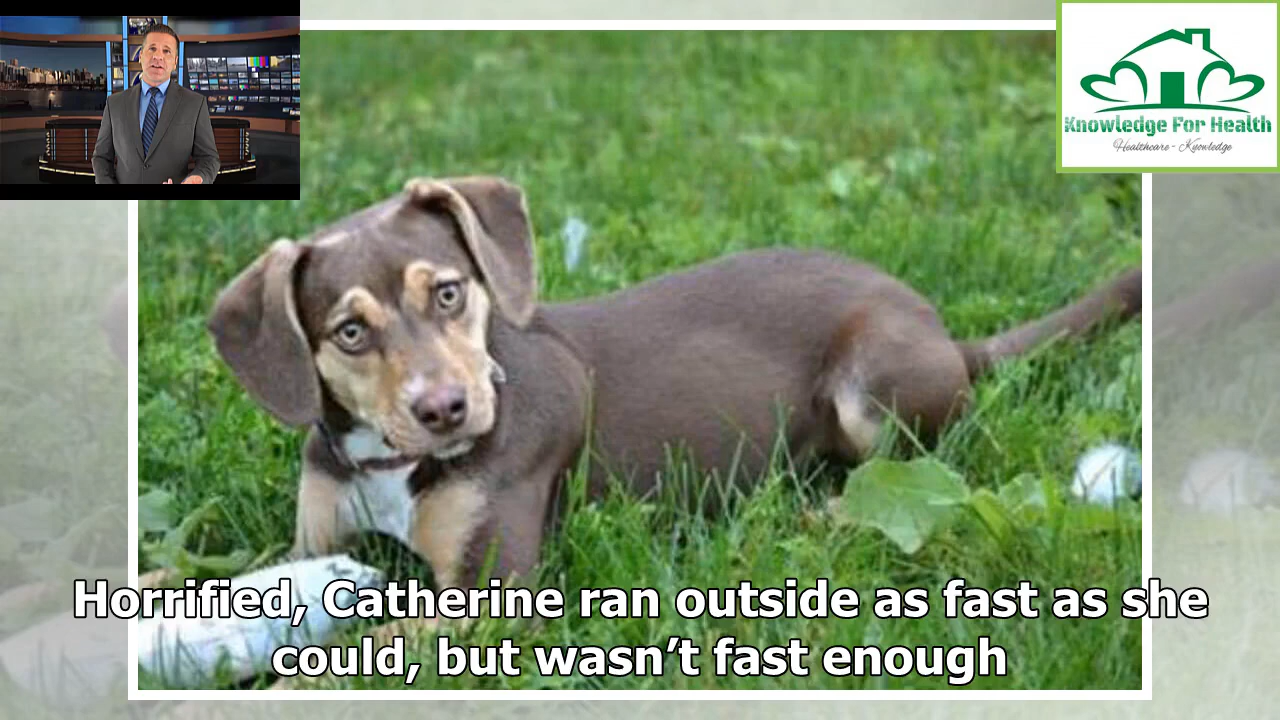 Knowledge For Health
Healthcare - Knowledge
Horrified, Catherine ran outside as fast as she
could, but wasn’t fast enough